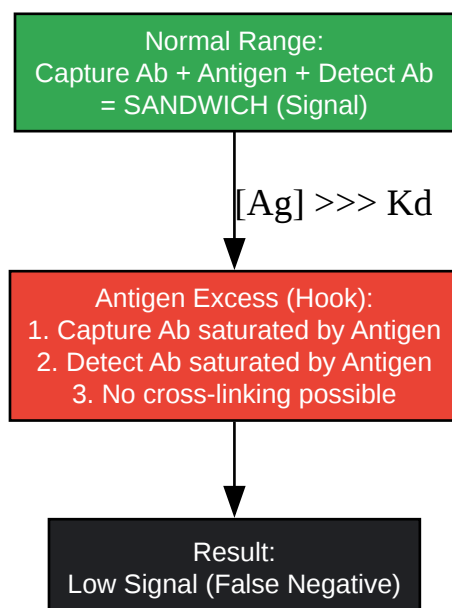 Normal Range:
Capture Ab + Antigen + Detect Ab
= SANDWICH (Signal)
[Ag] >>> Kd
Antigen Excess (Hook):
1. Capture Ab saturated by Antigen
2. Detect Ab saturated by Antigen
3. No cross-linking possible
Result:
Low Signal (False Negative)